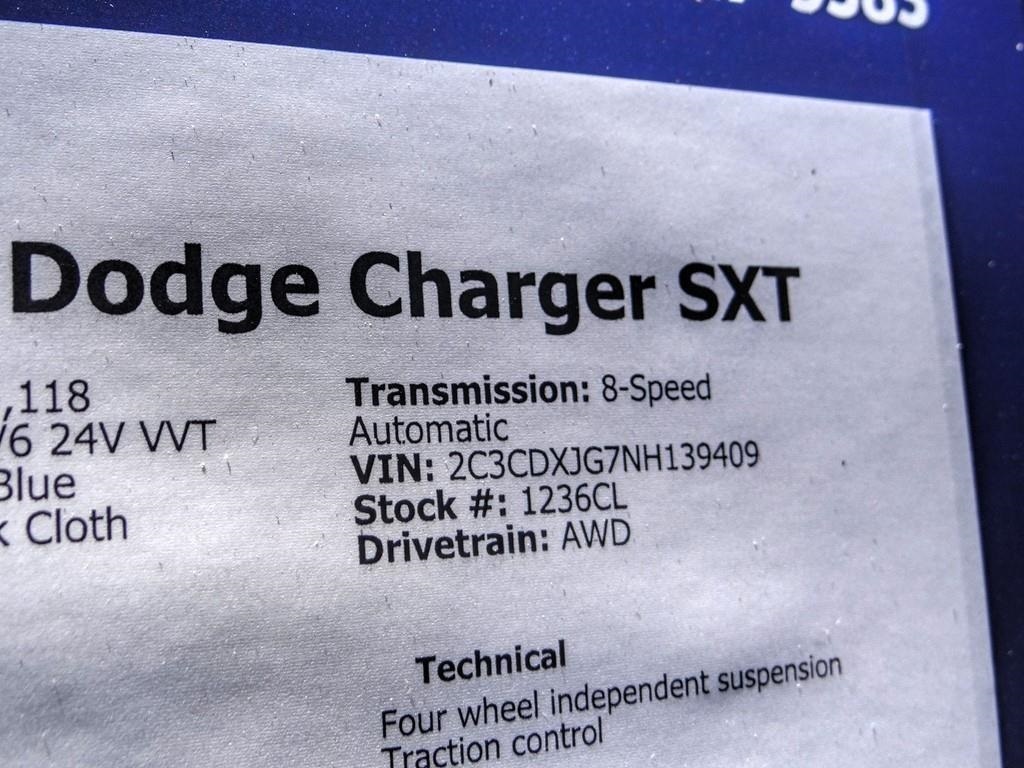 Dodge Charger SXT
,118
24V VVT
Blue
Cloth
Transmission: 8-Speed
Automatic
VIN: 2C3CDXJG7NH139409
Stock #: 1236CL
Drivetrain: AWD
Technical
Four wheel independent suspension
Traction control